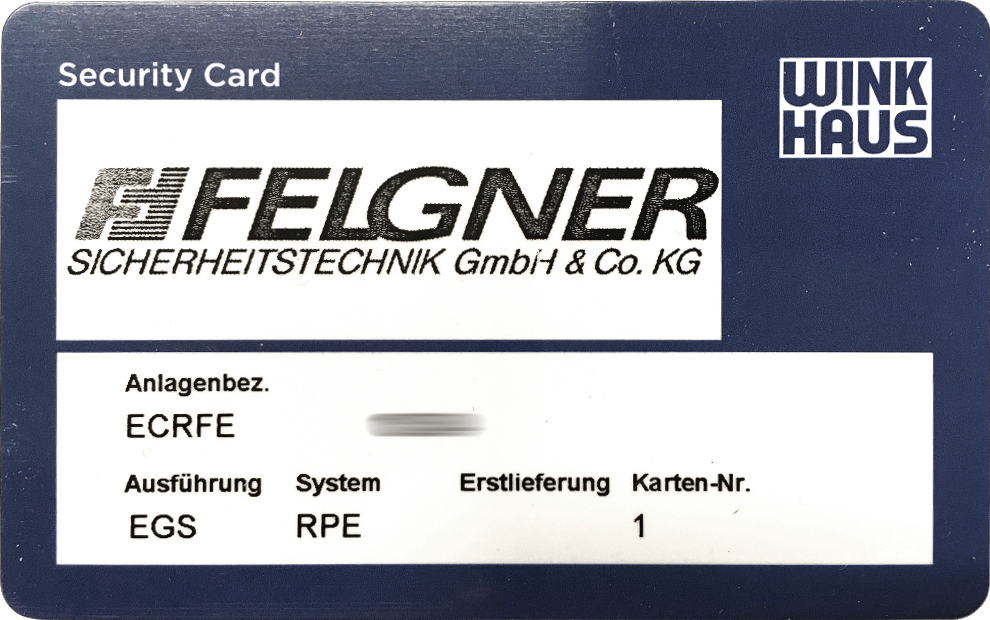 Security Card
WINK
HAUS
FELGNER
SICHERHEITSTECHNIK GmbH & Co. KG
Anlagenbez.
ECRFE
Ausführung System Erstlieferung Karten-Nr.
EGS RPE 1